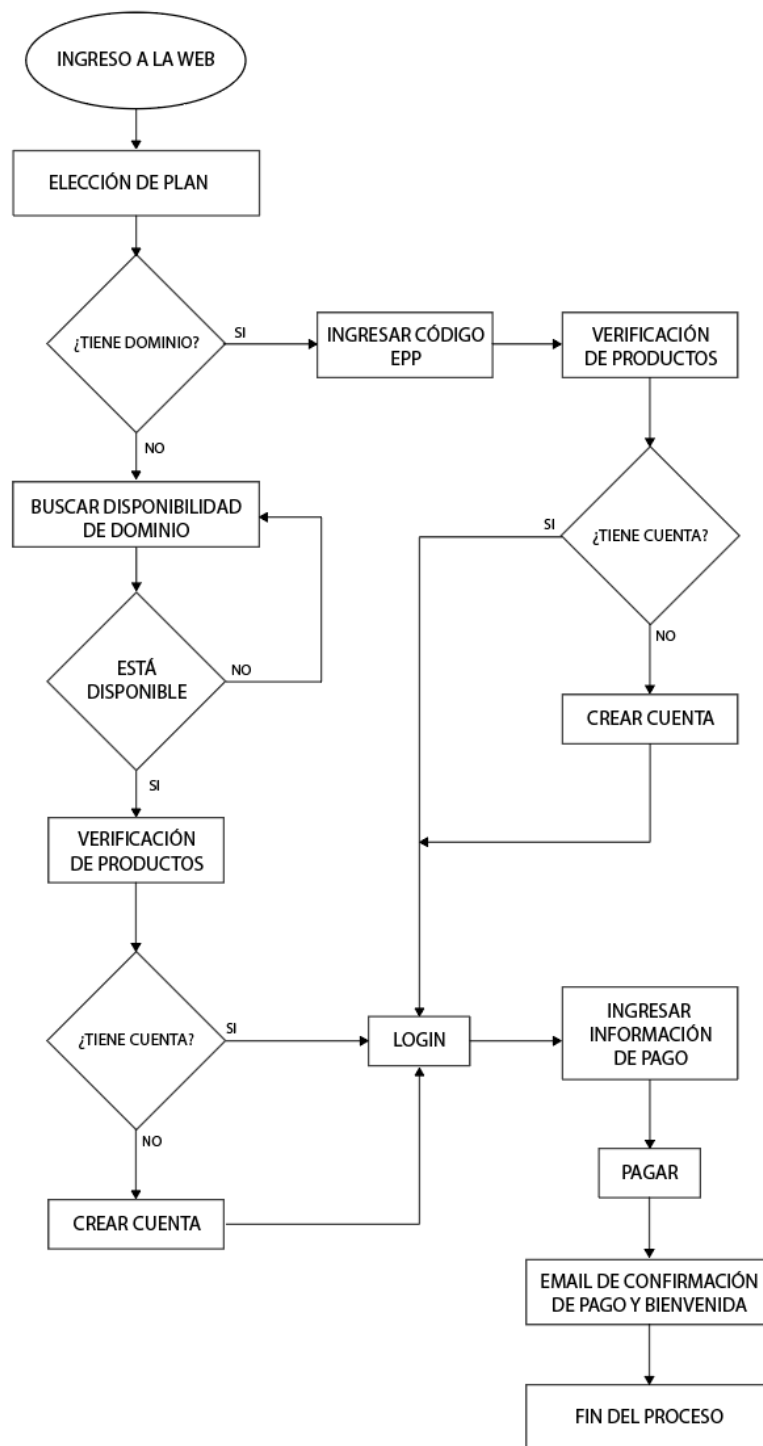 INGRESO A LA WEB
ELECCIÓN DE PLAN
¿TIENE DOMINIO?
SI
INGRESAR CÓDIGO
EPP
VERIFICACIÓN
DE PRODUCTOS
NO
BUSCAR DISPONIBILIDAD
DE DOMINIO
SI
¿TIENE CUENTA?
NO
ESTÁ
DISPONIBLE
NO
CREAR CUENTA
SI
VERIFICACIÓN
DE PRODUCTOS
¿TIENE CUENTA?
SI
LOGIN
INGRESAR
INFORMACIÓN
DE PAGO
NO
PAGAR
CREAR CUENTA
EMAIL DE CONFIRMACIÓN
DE PAGO Y BIENVENIDA
FIN DEL PROCESO